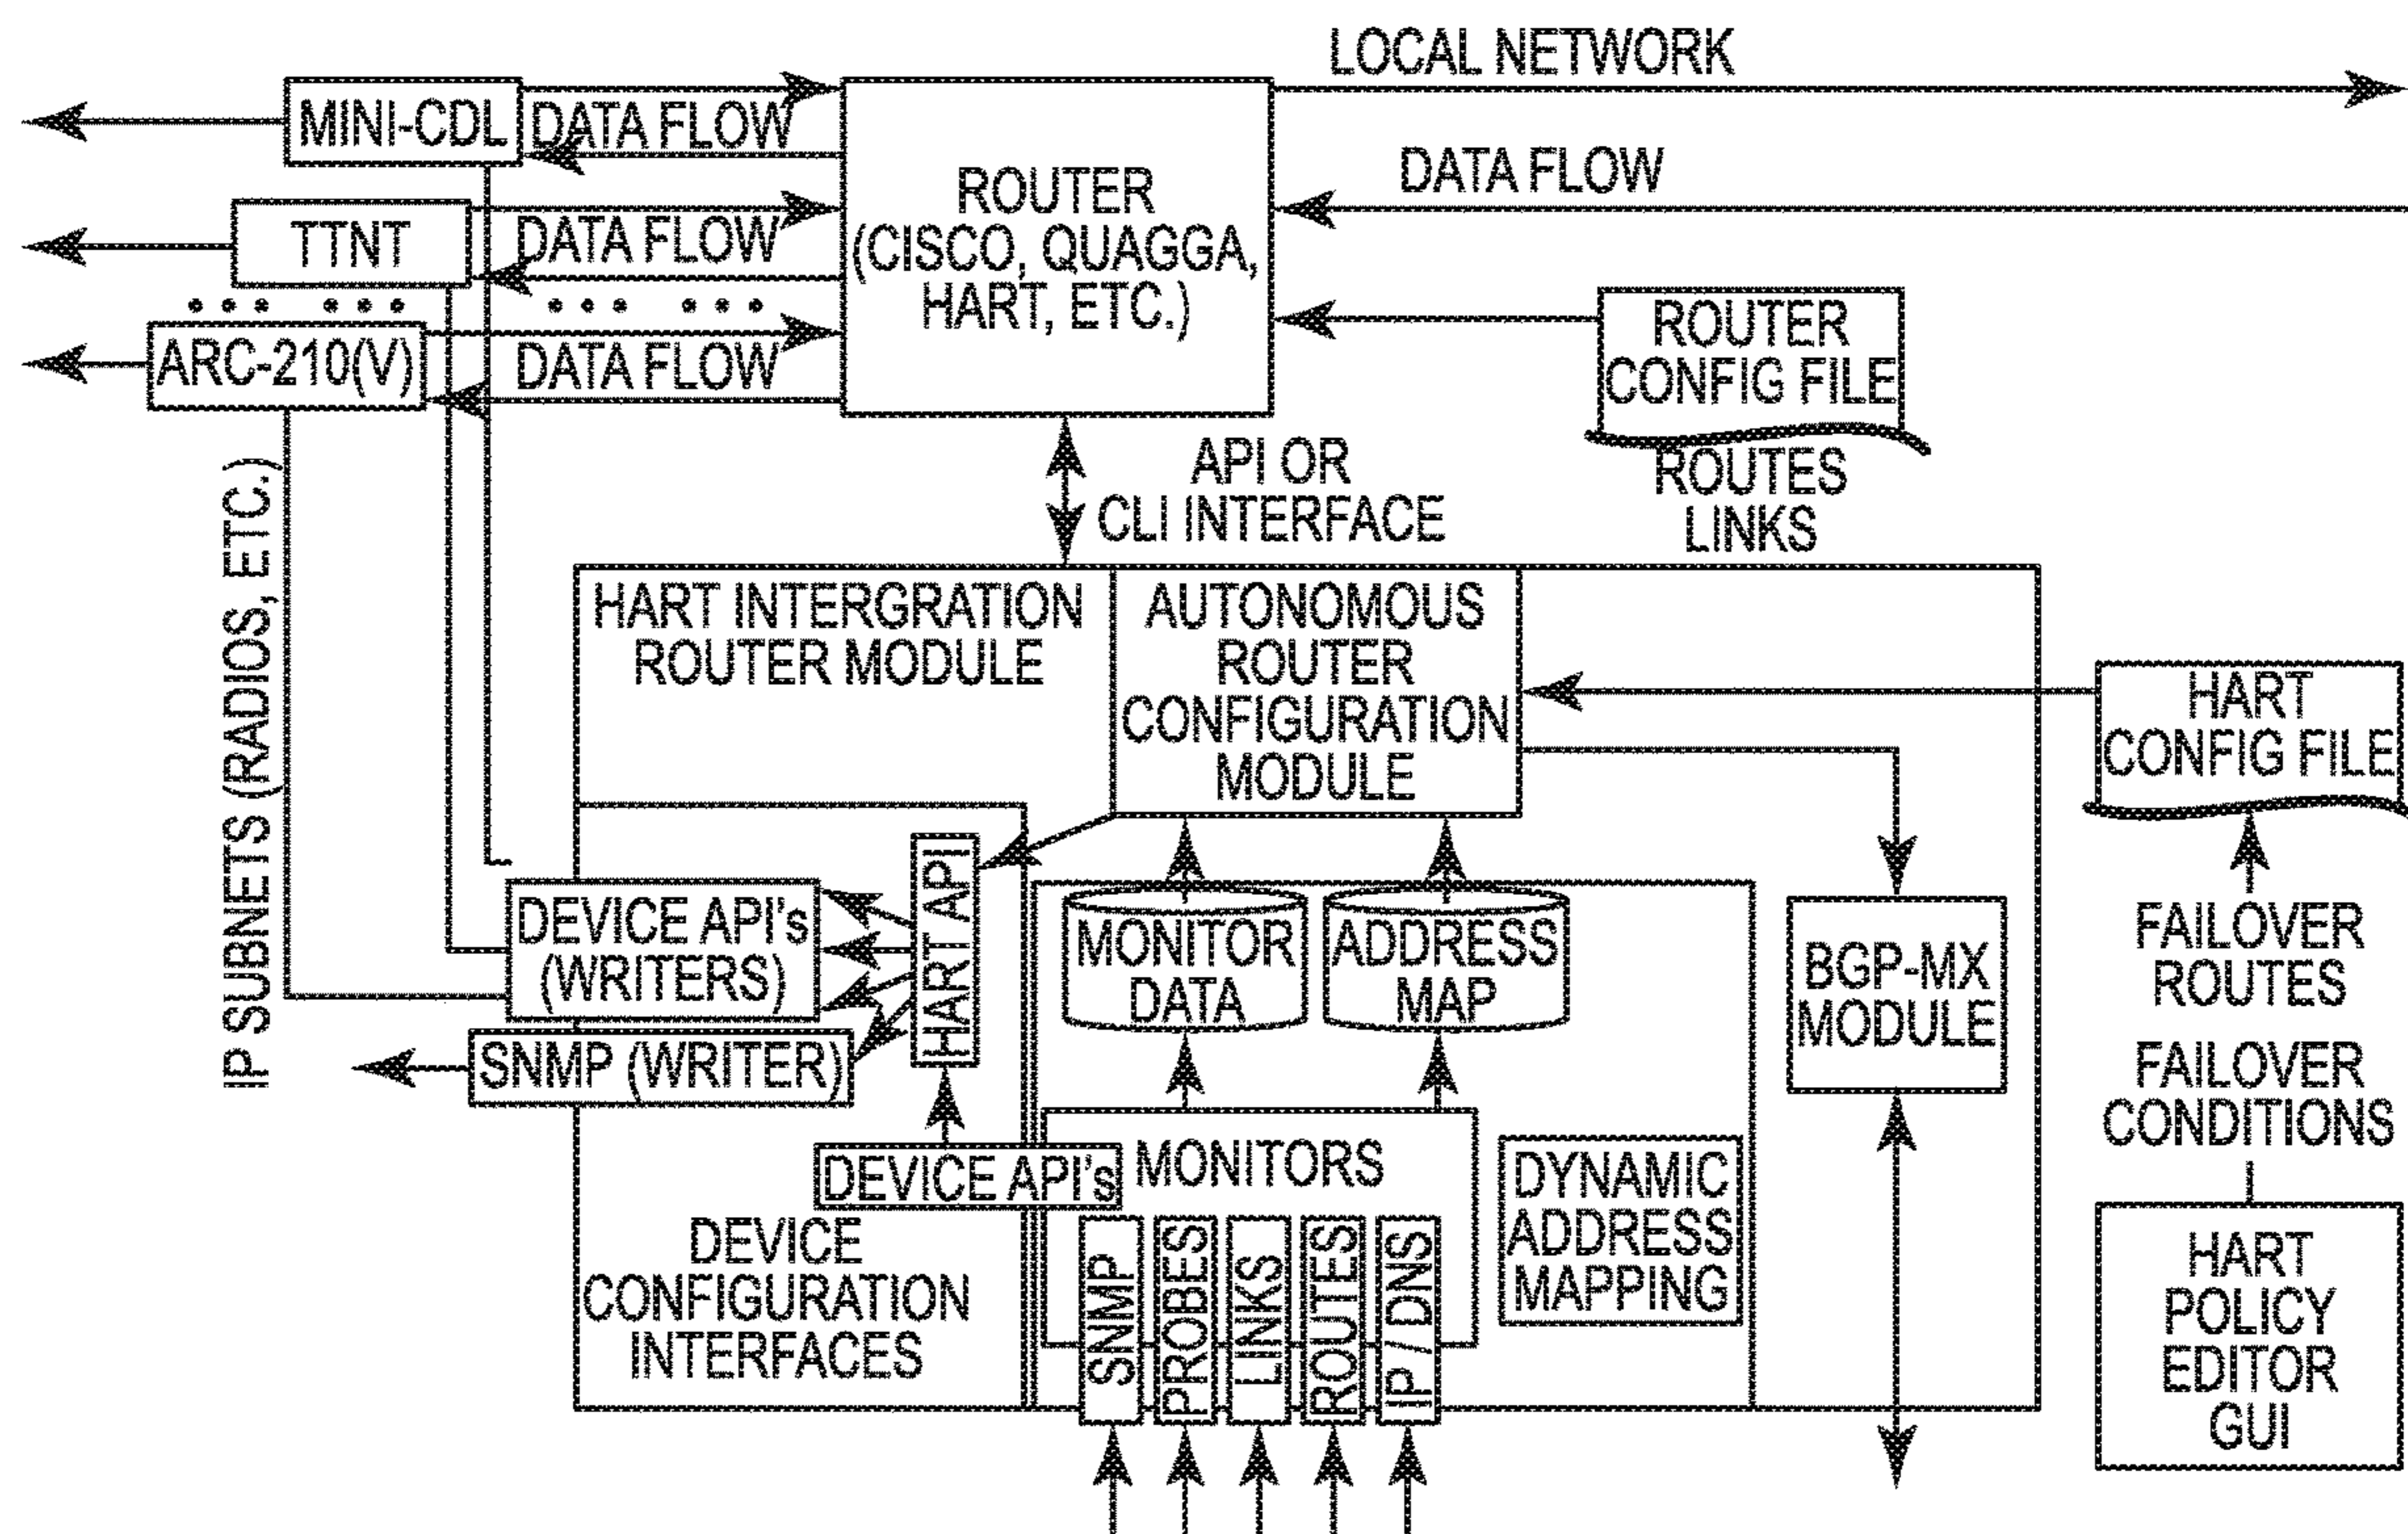 LOCAL NETWORK
MINI-CDL
DATA FLOW
DATA FLOW
ROUTER
(CISCO, QUAGGA,
HART, ETC.)
TTNT
DATA FLOW
ARC-210(V)
DATA FLOW
ROUTER
CONFIG FILE
ROUTES
LINKS
API OR
CLI INTERFACE
IP SUBNETS (RADIOS, ETC.)
HART INTERGRATION
ROUTER MODULE
AUTONOMOUS
ROUTER
CONFIGURATION
MODULE
HART
CONFIG FILE
HART API
DEVICE API's
(WRITERS)
MONITOR
DATA
ADDRESS
MAP
BGP-MX
MODULE
FAILOVER
ROUTES
FAILOVER
CONDITIONS
SNMP (WRITER)
DEVICE API's
MONITORS
DYNAMIC
ADDRESS
MAPPING
DEVICE
CONFIGURATION
INTERFACES
SNMP
PROBES
LINKS
ROUTES
IP / DNS
HART
POLICY
EDITOR
GUI